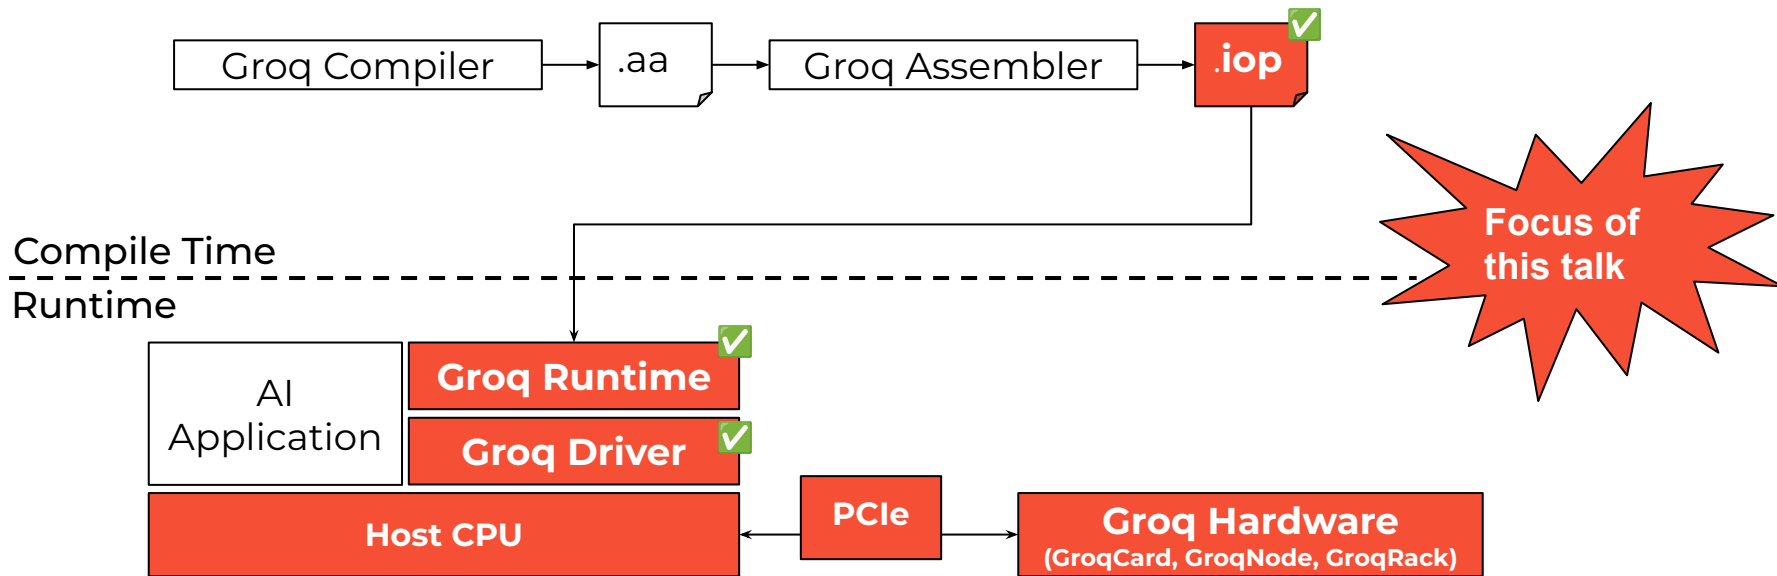 Groq Compiler
.aa
Groq Assembler
.iop
Focus of
this talk
Compile Time
Runtime
AI
Application
Groq Runtime
Groq Driver
Host CPU
PCIe
Groq Hardware
(GroqCard, GroqNode, GroqRack)